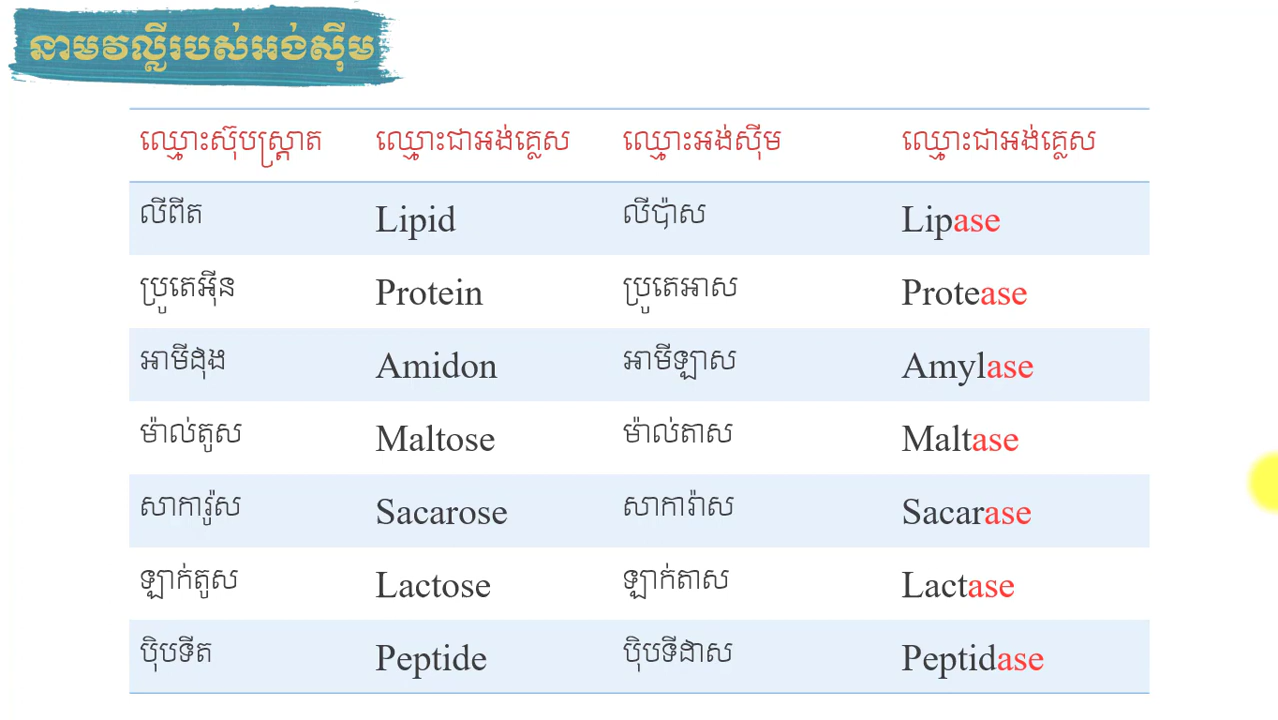 នាមវល្លីរបស់អង់ស៊ីម
ឈ្មោះស៊ុបស្ត្រាត ឈ្មោះជាអង់គ្លេស ឈ្មោះអង់ស៊ីម ឈ្មោះជាអង់គ្លេស
លីពីត Lipid លីប៉ាស Lipase
ប្រូតេអ៊ីន Protein ប្រូតេអាស Protease
អាមីដុង Amidon អាមីឡាស Amylase
ម៉ាល់តូស Maltose ម៉ាល់តាស Maltase
សាការ៉ូស Sacarose សាការ៉ាស Sacarase
ឡាក់តូស Lactose ឡាក់តាស Lactase
ប៉ិបទីត Peptide ប៉ិបទីដាស Peptidase